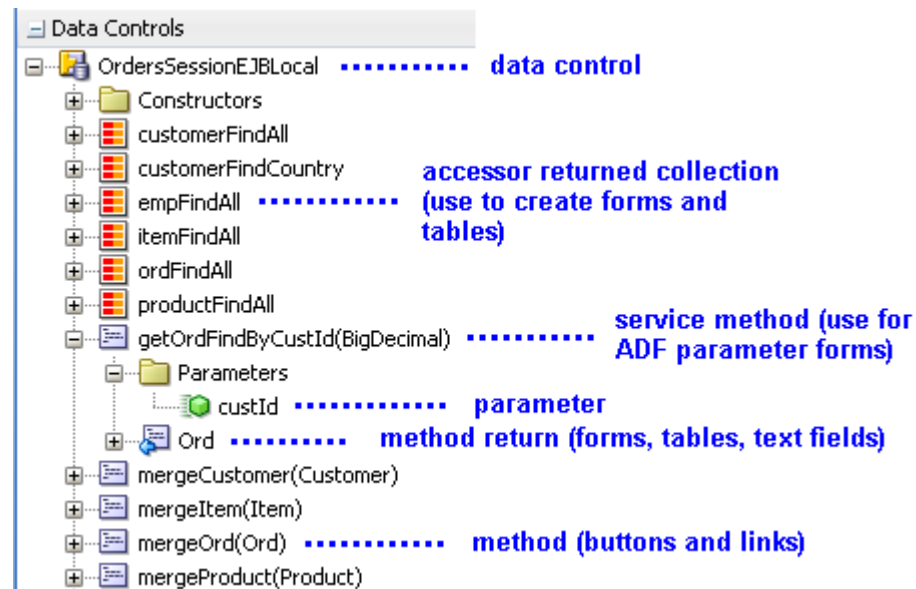 Data Controls
OrdersSessionEJBLocal data control
Constructors
customerFindAll
customerFindCountry
accessor returned collection
empFindAll (use to create forms and
tables)
itemFindAll
ordFindAll
productFindAll
service method (use for
getOrdFindByCustId(BigDecimal) ADF parameter forms)
Parameters
custId parameter
Ord method return (forms, tables, text fields)
mergeCustomer(Customer)
mergeItem(Item)
mergeOrd(Ord) method (buttons and links)
mergeProduct(Product)